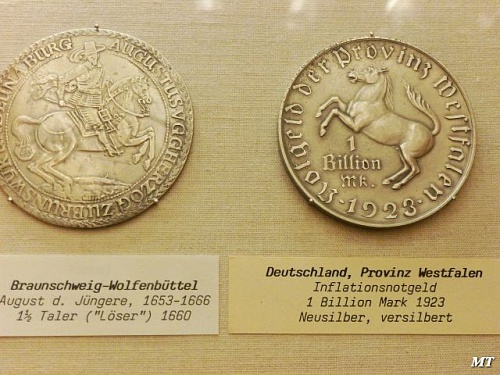 AUGUSTUS
HERZOG
Notgeld der Provinz Westfalen
1
Billion
Mk.
1923
Braunschweig-Wolfenbüttel
August d. Jüngere, 1653-1666
1½ Taler ("Löser") 1660
Deutschland, Provinz Westfalen
Inflationsnotgeld
1 Billion Mark 1923
Neusilber, versilbert
MT